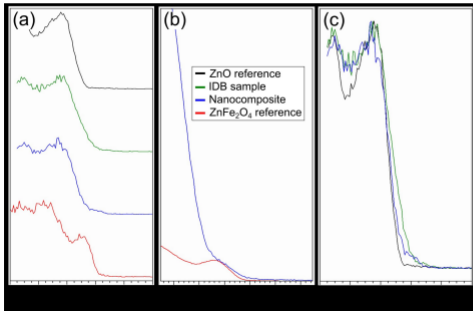 (a)
(b)
(c)
ZnO reference
IDB sample
Nanocomposite
ZnFe₂O₄ reference